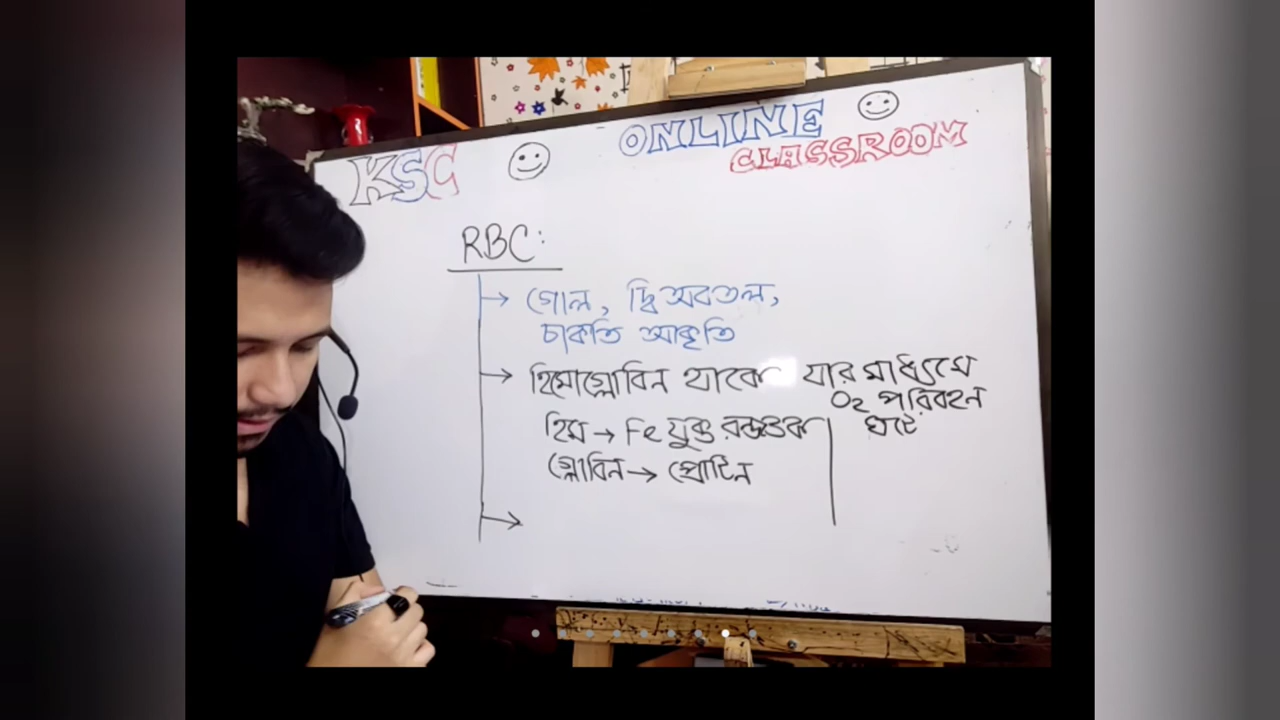 KSC
ONLINE
CLASSROOM
RBC:
→ গোল, দ্বি অবতল,
চাকতি আকৃতি
→ হিমোগ্লোবিন থাকে যার মাধ্যমে
O₂ পরিবহন
ঘটে
হিম → Fe যুক্ত রঞ্জক
গ্লোবিন → প্রোটিন